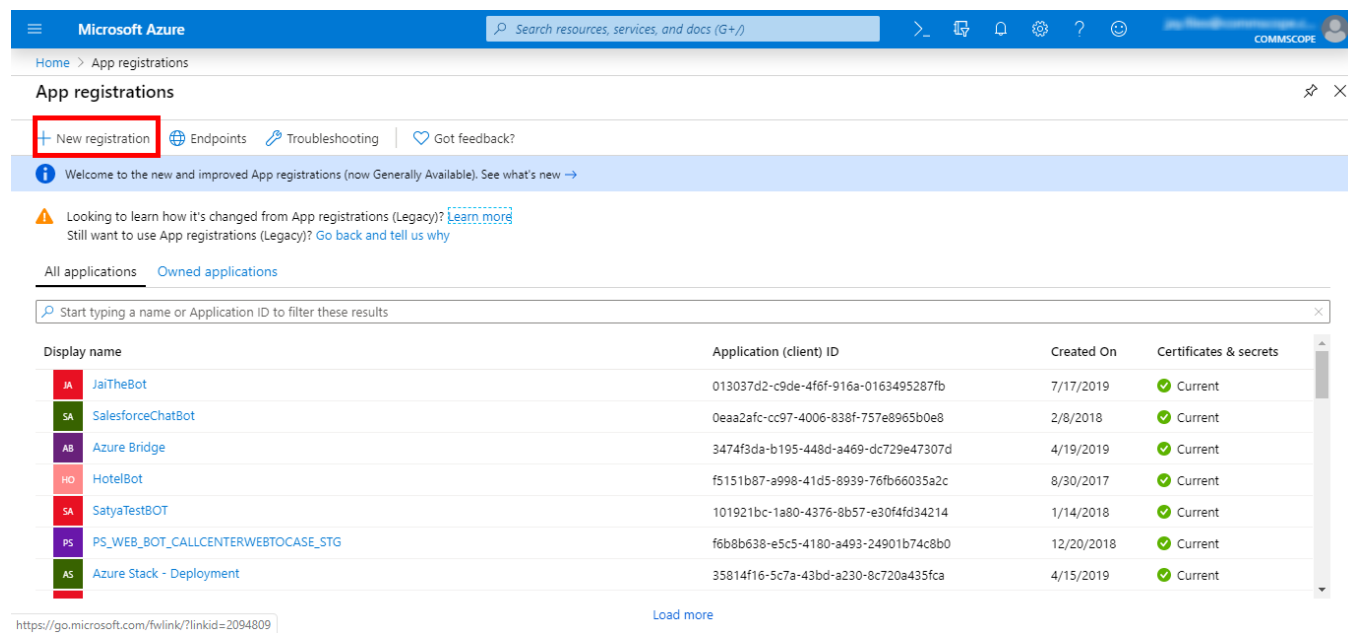 Microsoft Azure
Search resources, services, and docs (G+/)
COMMSCOPE
Home > App registrations
App registrations
New registration Endpoints Troubleshooting Got feedback?
Welcome to the new and improved App registrations (now Generally Available). See what's new →
Looking to learn how it's changed from App registrations (Legacy)? Learn more
Still want to use App registrations (Legacy)? Go back and tell us why
All applications Owned applications
Start typing a name or Application ID to filter these results
Display name Application (client) ID Created On Certificates & secrets
JA JaiTheBot 013037d2-c9de-4f6f-916a-0163495287fb 7/17/2019 Current
SA SalesforceChatBot 0eaa2afc-cc97-4006-838f-757e8965b0e8 2/8/2018 Current
AB Azure Bridge 3474f3da-b195-448d-a469-dc729e47307d 4/19/2019 Current
HO HotelBot f5151b87-a998-41d5-8939-76fb66035a2c 8/30/2017 Current
SA SatyaTestBOT 101921bc-1a80-4376-8b57-e30f4fd34214 1/14/2018 Current
PS PS_WEB_BOT_CALLCENTERWEBTOCASE_STG f6b8b638-e5c5-4180-a493-24901b74c8b0 12/20/2018 Current
AS Azure Stack - Deployment 35814f16-5c7a-43bd-a230-8c720a435fca 4/15/2019 Current
Load more
https://go.microsoft.com/fwlink/?linkid=2094809